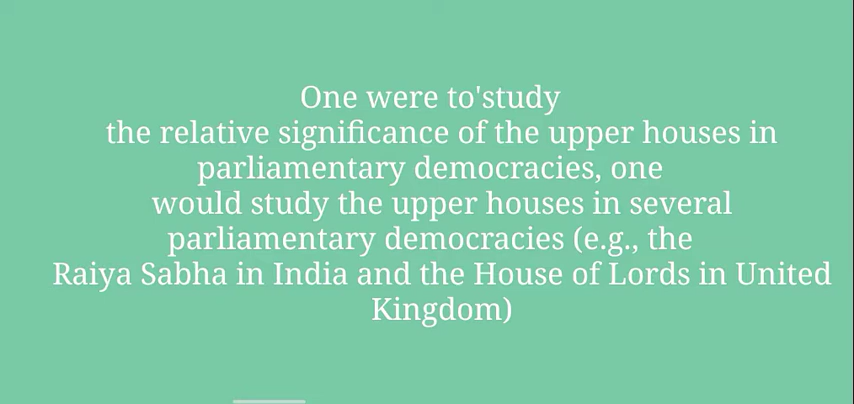 One were to'study
the relative significance of the upper houses in
parliamentary democracies, one
would study the upper houses in several
parliamentary democracies (e.g., the
Raiya Sabha in India and the House of Lords in United
Kingdom)